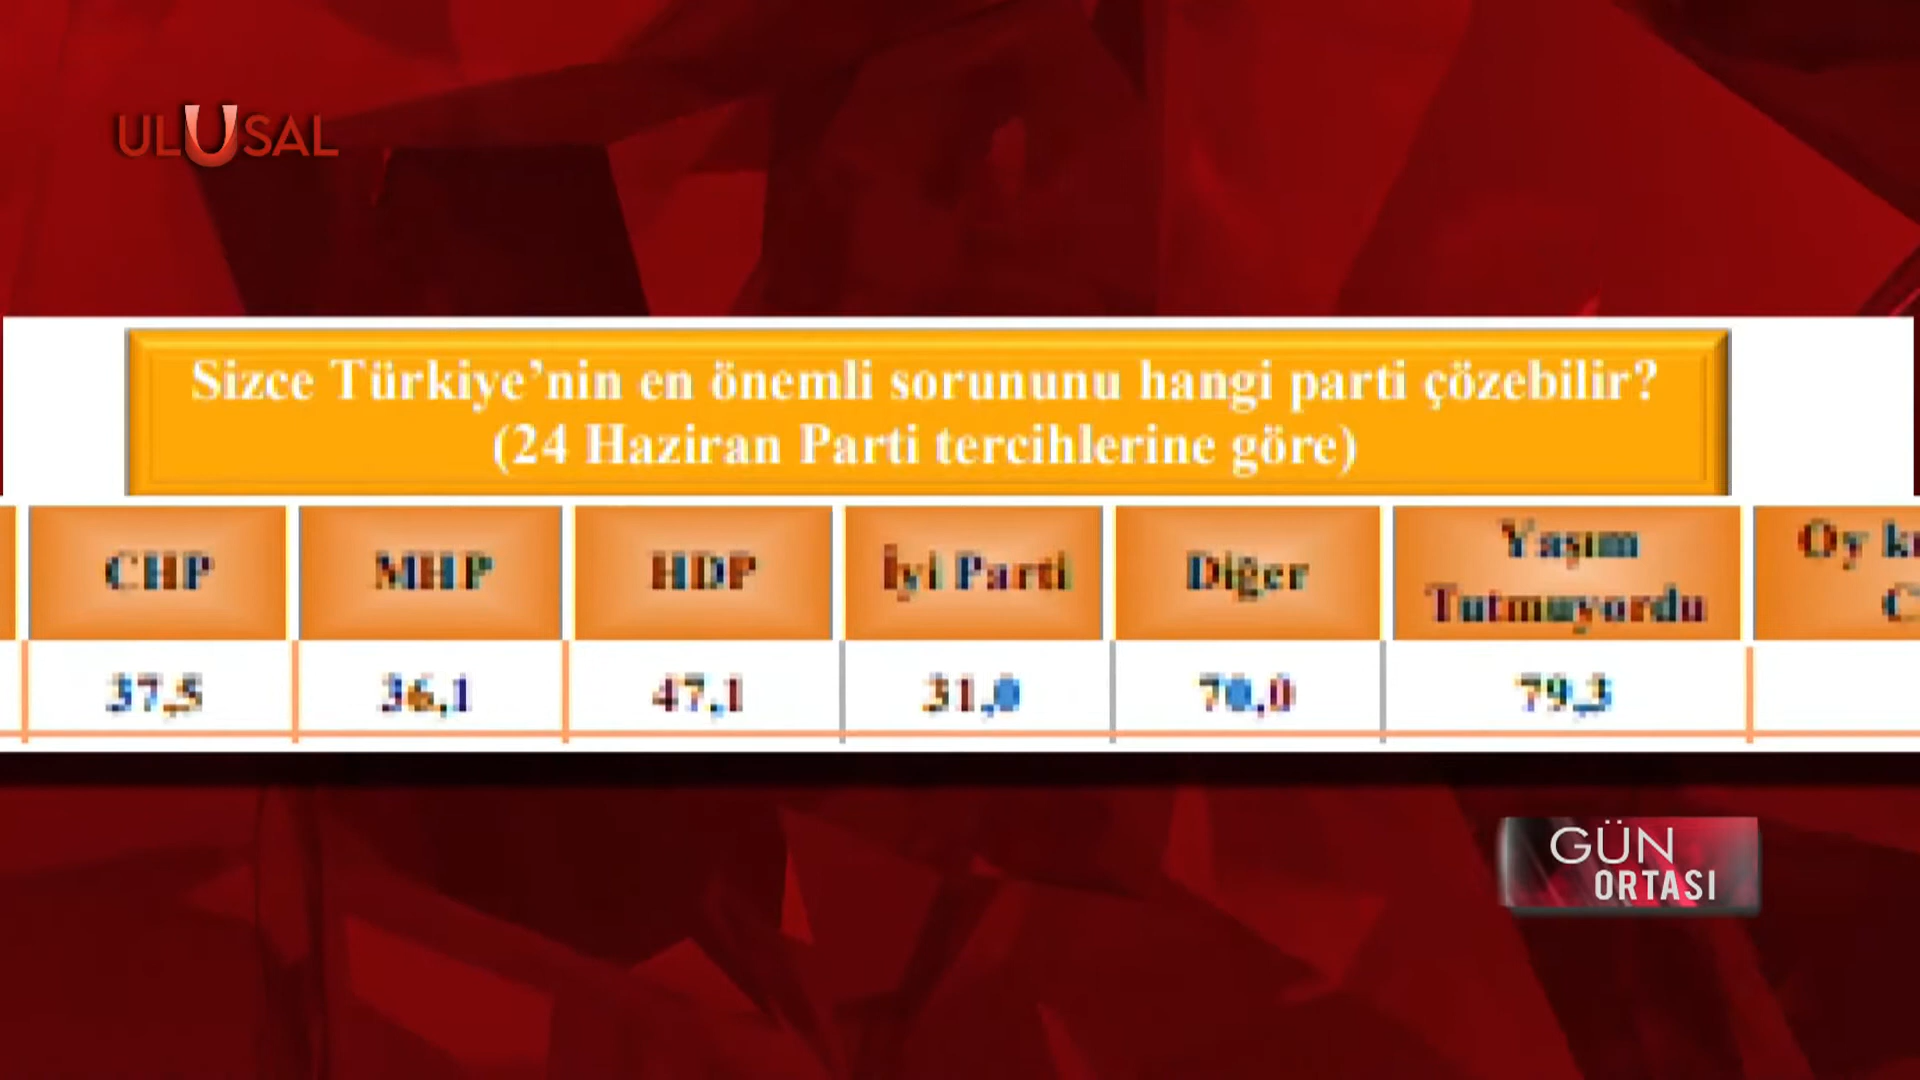 ULUSAL
Sizce Türkiye'nin en önemli sorununu hangi parti çözebilir?
(24 Haziran Parti tercihlerine göre)
CHP MHP HDP İyi Parti Diğer Yaşım Tutmuyordu Oy
37,5 36,1 47,1 31,0 70,0 79,3
GÜN
ORTASI